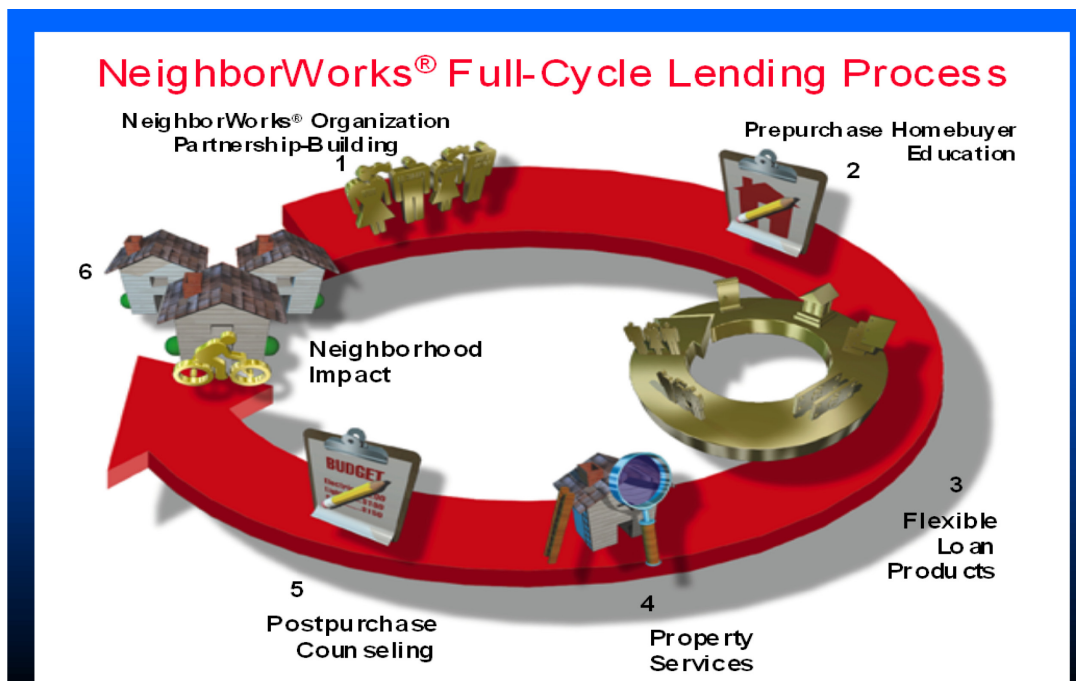 NeighborWorks® Full-Cycle Lending Process
NeighborWorks® Organization
Partnership-Building
1
Prepurchase Homebuyer
Education
2
6
Neighborhood
Impact
BUDGET
3
Flexible
Loan
Products
5
Postpurchase
Counseling
4
Property
Services